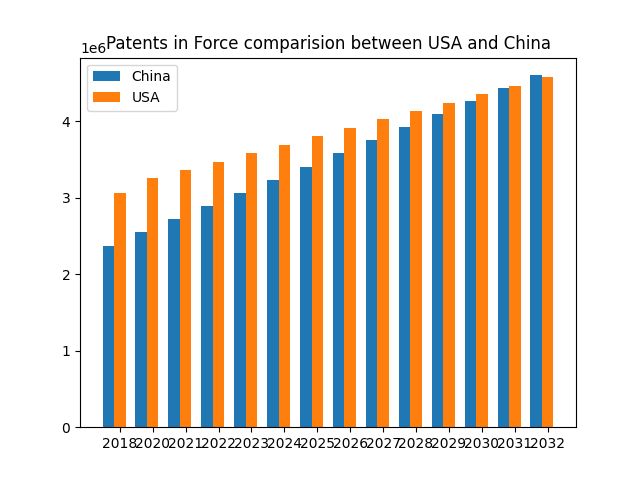 Patents in Force comparision between USA and China
1e6
China
USA
4
3
2
1
0
2018 2020 2021 2022 2023 2024 2025 2026 2027 2028 2029 2030 2031 2032